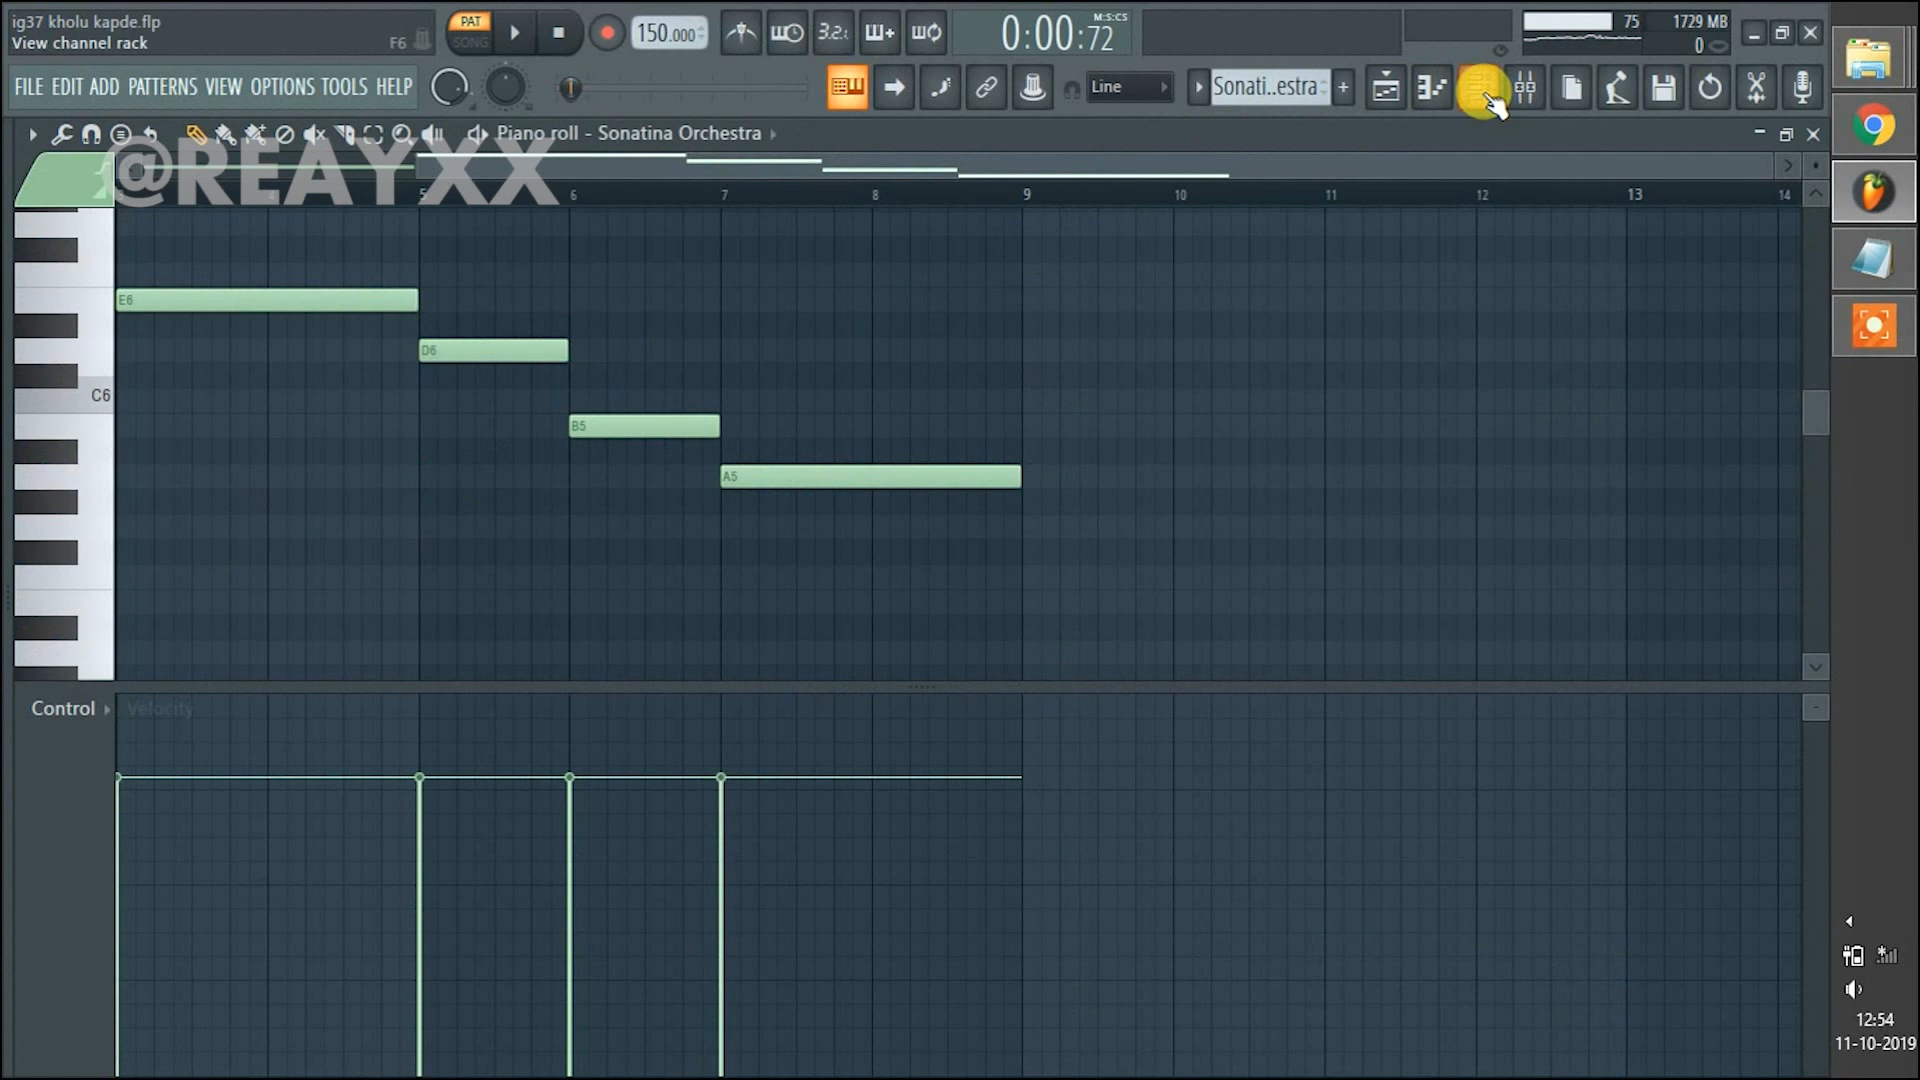 ig37 kholu kapde.flp
View channel rack
F6
PAT
SONG
150.000
3.2.
0:00:72
M:S:CS
75
1729 MB
0
FILE EDIT ADD PATTERNS VIEW OPTIONS TOOLS HELP
Line
Sonati..estra
Piano roll - Sonatina Orchestra
@REAYXX
4 5 6 7 8 9 10 11 12 13 14
E6
D6
C6
B5
A5
Control
Velocity
12:54
11-10-2019